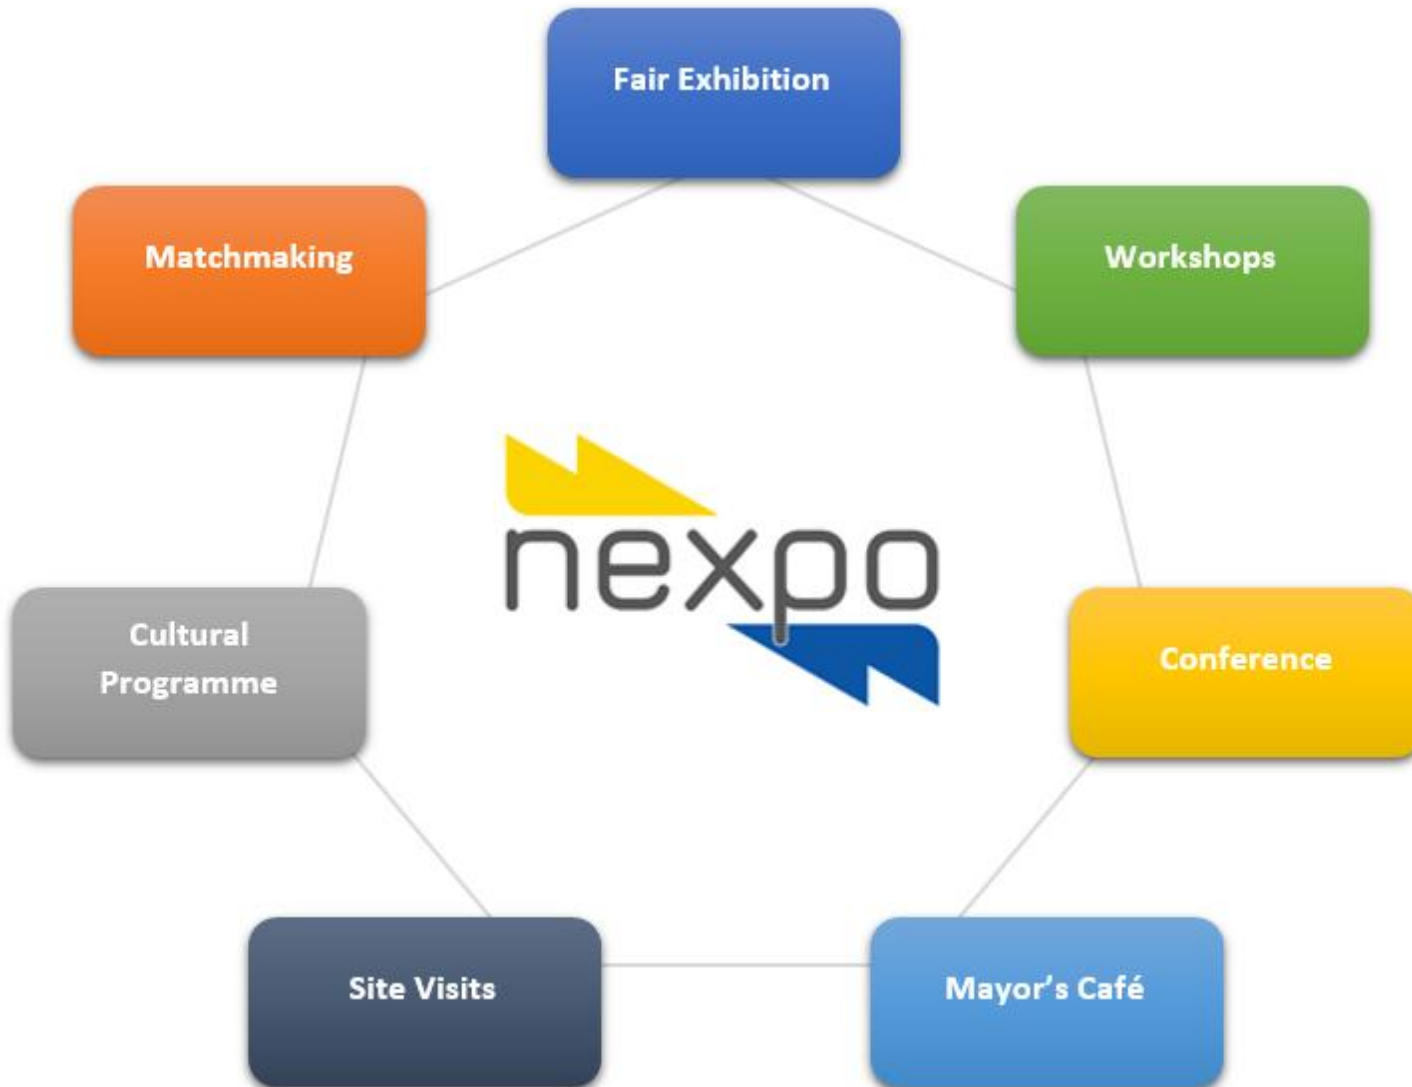 Fair Exhibition
Workshops
Conference
Mayor’s Café
Site Visits
Cultural
Programme
Matchmaking
nexpo